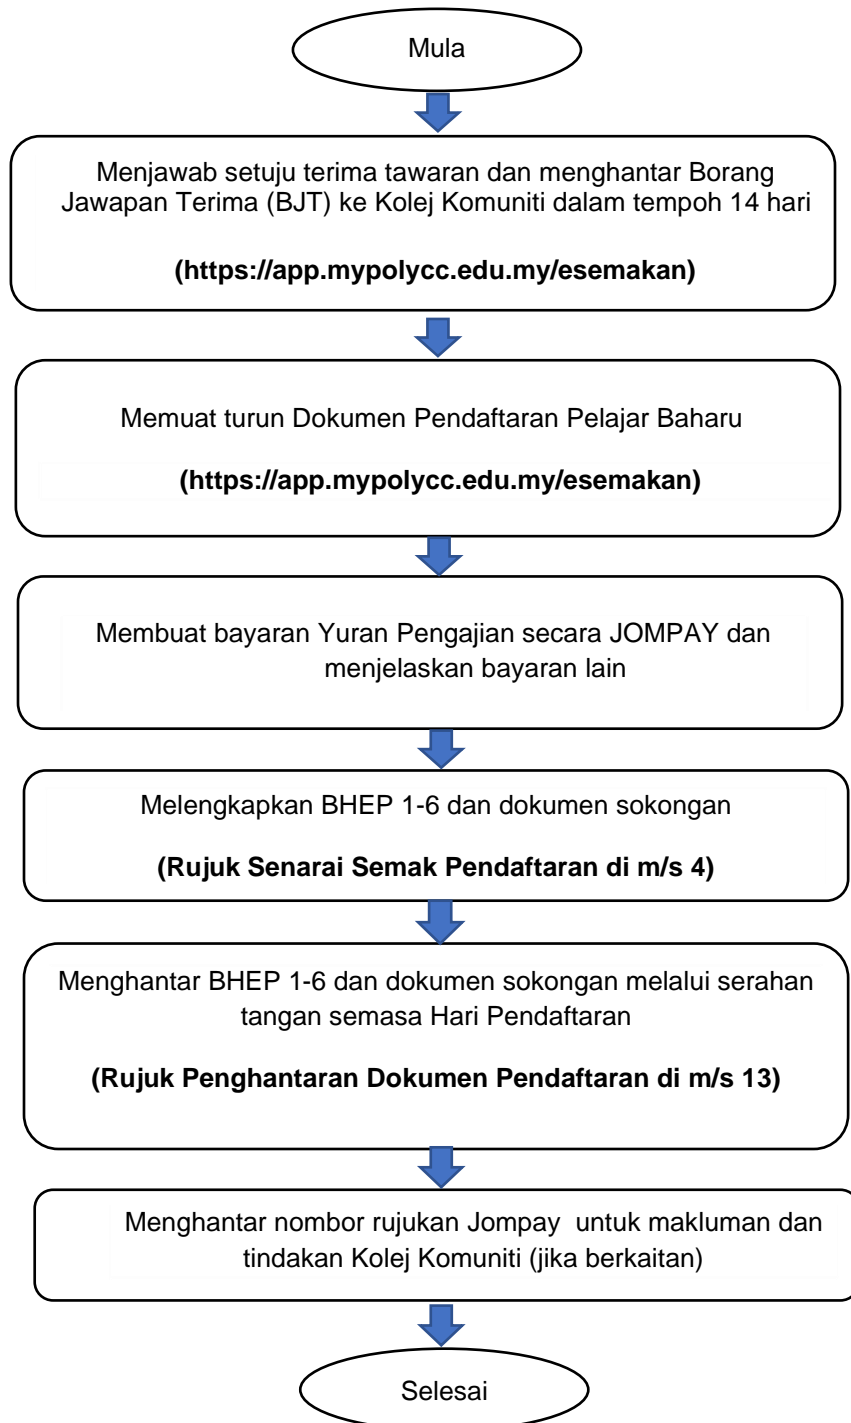 Mula
Menjawab setuju terima tawaran dan menghantar Borang
Jawapan Terima (BJT) ke Kolej Komuniti dalam tempoh 14 hari
(https://app.mypolycc.edu.my/esemakan)
Memuat turun Dokumen Pendaftaran Pelajar Baharu
(https://app.mypolycc.edu.my/esemakan)
Membuat bayaran Yuran Pengajian secara JOMPAY dan
menjelaskan bayaran lain
Melengkapkan BHEP 1-6 dan dokumen sokongan
(Rujuk Senarai Semak Pendaftaran di m/s 4)
Menghantar BHEP 1-6 dan dokumen sokongan melalui serahan
tangan semasa Hari Pendaftaran
(Rujuk Penghantaran Dokumen Pendaftaran di m/s 13)
Menghantar nombor rujukan Jompay untuk makluman dan
tindakan Kolej Komuniti (jika berkaitan)
Selesai